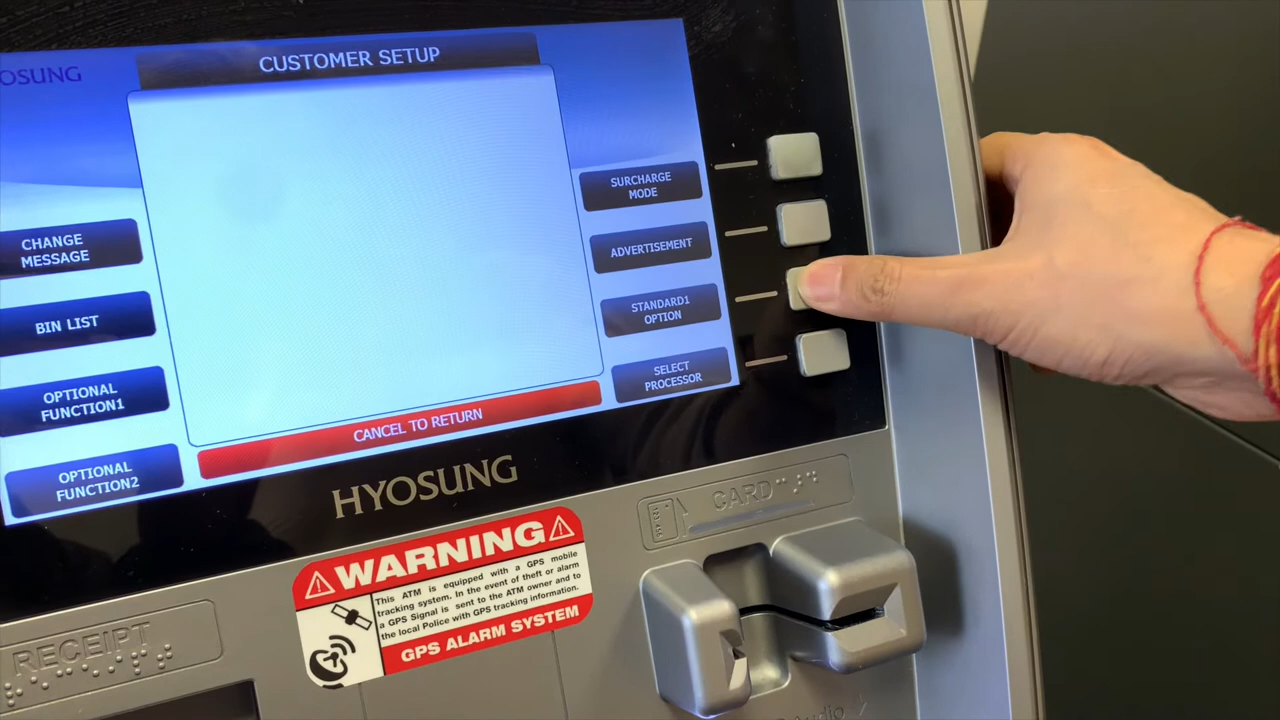 CUSTOMER SETUP
OSUNG
SURCHARGE
MODE
CHANGE
MESSAGE
ADVERTISEMENT
BIN LIST
STANDARD1
OPTION
OPTIONAL
FUNCTION1
SELECT
PROCESSOR
CANCEL TO RETURN
OPTIONAL
FUNCTION2
HYOSUNG
CARD
WARNING
This ATM is equipped with a GPS mobile
tracking system. In the event of theft or alarm
a GPS Signal is sent to the ATM owner and to
the local Police with GPS tracking information.
GPS ALARM SYSTEM
RECEIPT
Audio